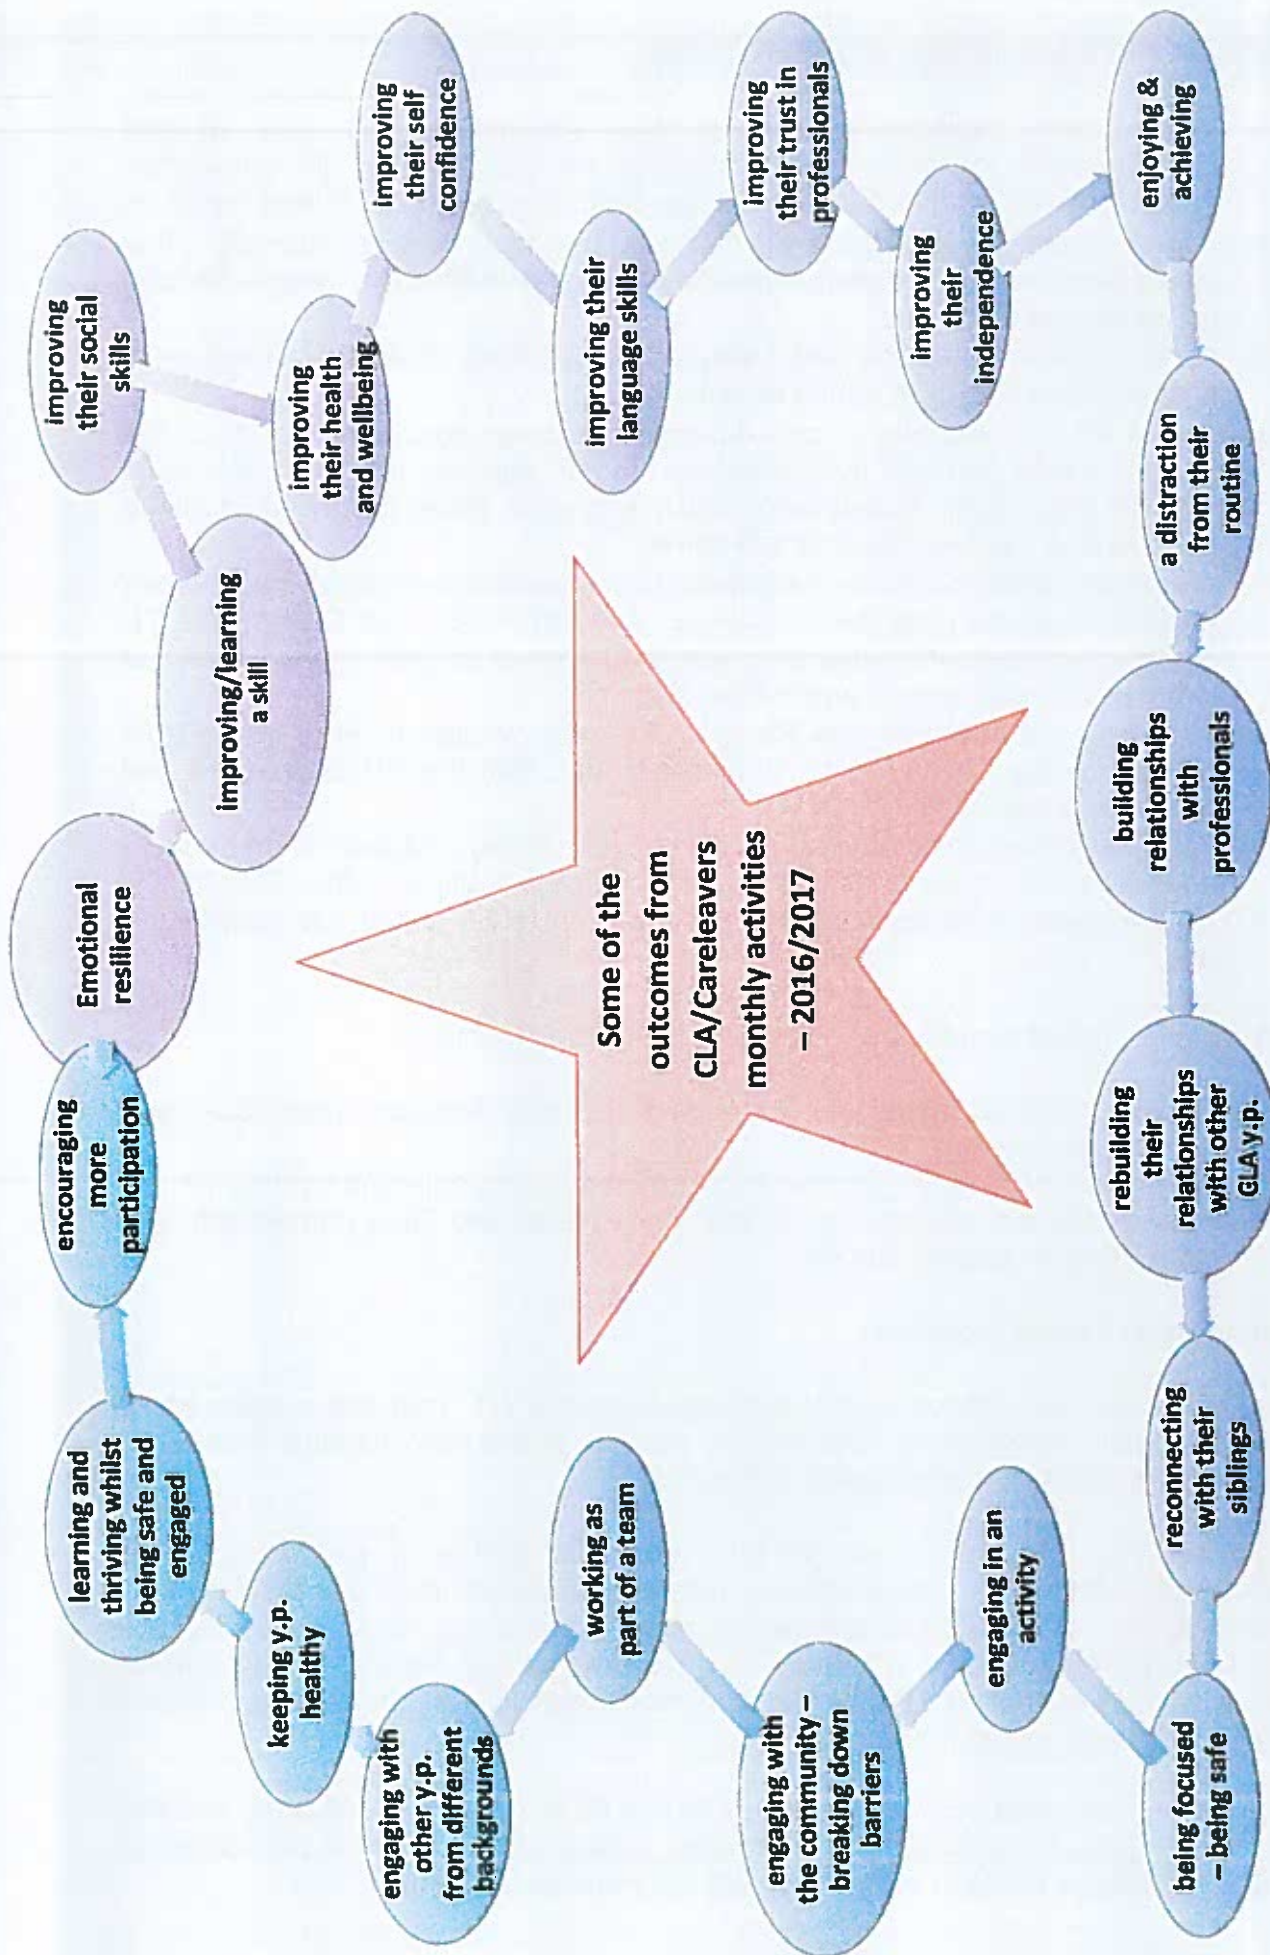 Some of the
outcomes from
CLA/Careleavers
monthly activities
– 2016/2017
Emotional
resilience
improving/learning
a skill
improving
their social
skills
improving
their health
and wellbeing
improving
their self
confidence
improving their
language skills
improving
their trust in
professionals
improving
their
independence
enjoying &
achieving
a distraction
from their
routine
building
relationships
with
professionals
rebuilding
their
relationships
with other
GLA y.p.
reconnecting
with their
siblings
being focused
– being safe
engaging in an
activity
engaging with
the community –
breaking down
barriers
working as
part of a team
engaging with
other y.p.
from different
backgrounds
keeping y.p.
healthy
learning and
thriving whilst
being safe and
engaged
encouraging
more
participation